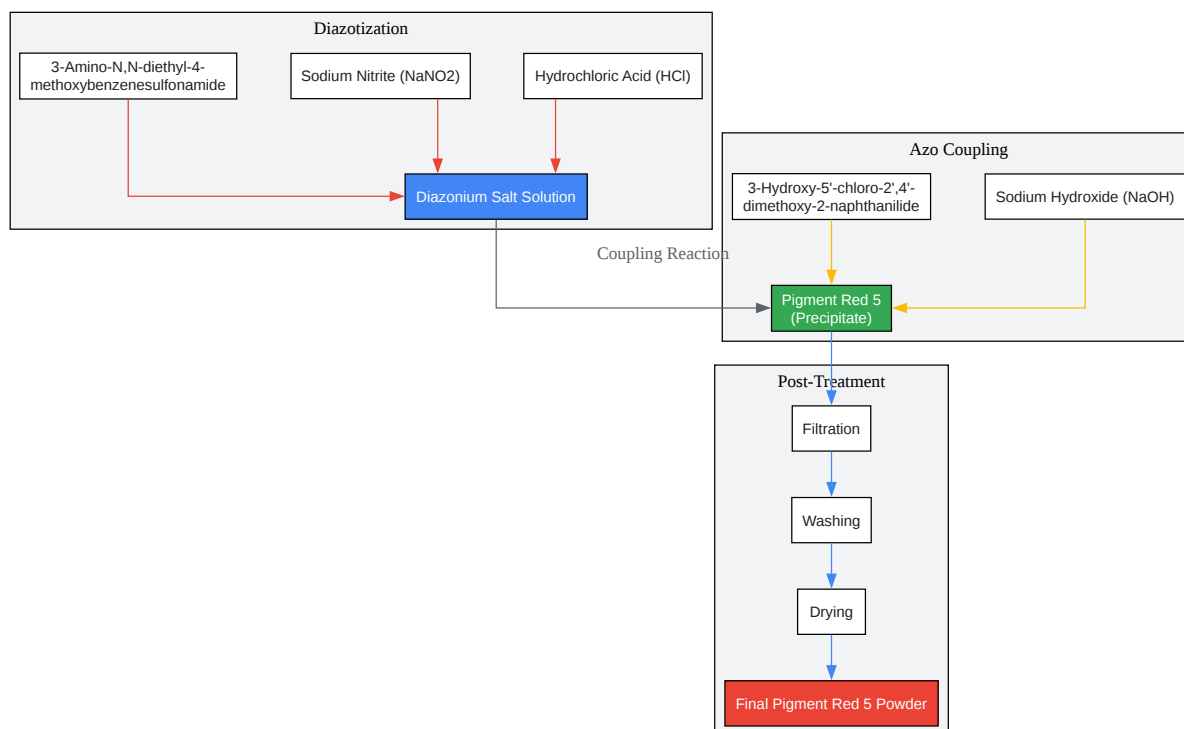 Diazotization
3-Amino-N,N-diethyl-4-
methoxybenzenesulfonamide
Sodium Nitrite (NaNO2)
Hydrochloric Acid (HCl)
Diazonium Salt Solution
Azo Coupling
3-Hydroxy-5'-chloro-2',4'-
dimethoxy-2-naphthanilide
Sodium Hydroxide (NaOH)
Coupling Reaction
Pigment Red 5
(Precipitate)
Post-Treatment
Filtration
Washing
Drying
Final Pigment Red 5 Powder